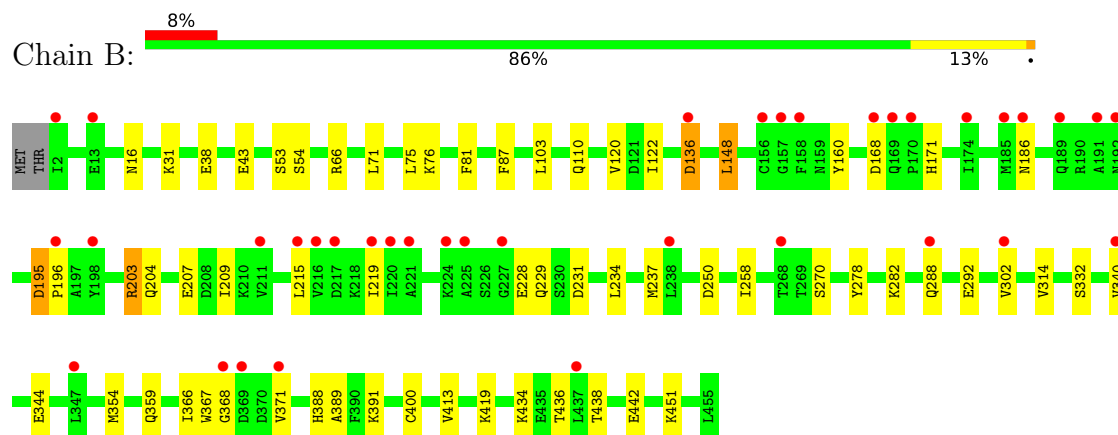 8%
Chain B:
86% 13% •
MET THR I2 E13 N16 K31 E38 E43 S53 S54 R66 L71 L75 K76 F81 F87 L103 Q110 V120 D121 I122 D136 L148 C156 G157 F158 N159 Y160 D168 Q169 P170 H171 I174 M185 N186 Q189 R190 A191 N192
D195 P196 A197 Y198 R203 Q204 E207 D208 I209 K210 V211 L215 V216 D217 K218 I219 I220 A221 K224 A225 S226 G227 E228 Q229 S230 D231 L234 M237 L238 D250 I258 T268 T269 S270 Y278 K282 Q288 E292 V302 V314 S332 V340
E344 L347 M354 Q359 I366 W367 G368 D369 D370 V371 H388 A389 F390 K391 C400 V413 K419 K434 E435 T436 L437 T438 E442 K451 L455